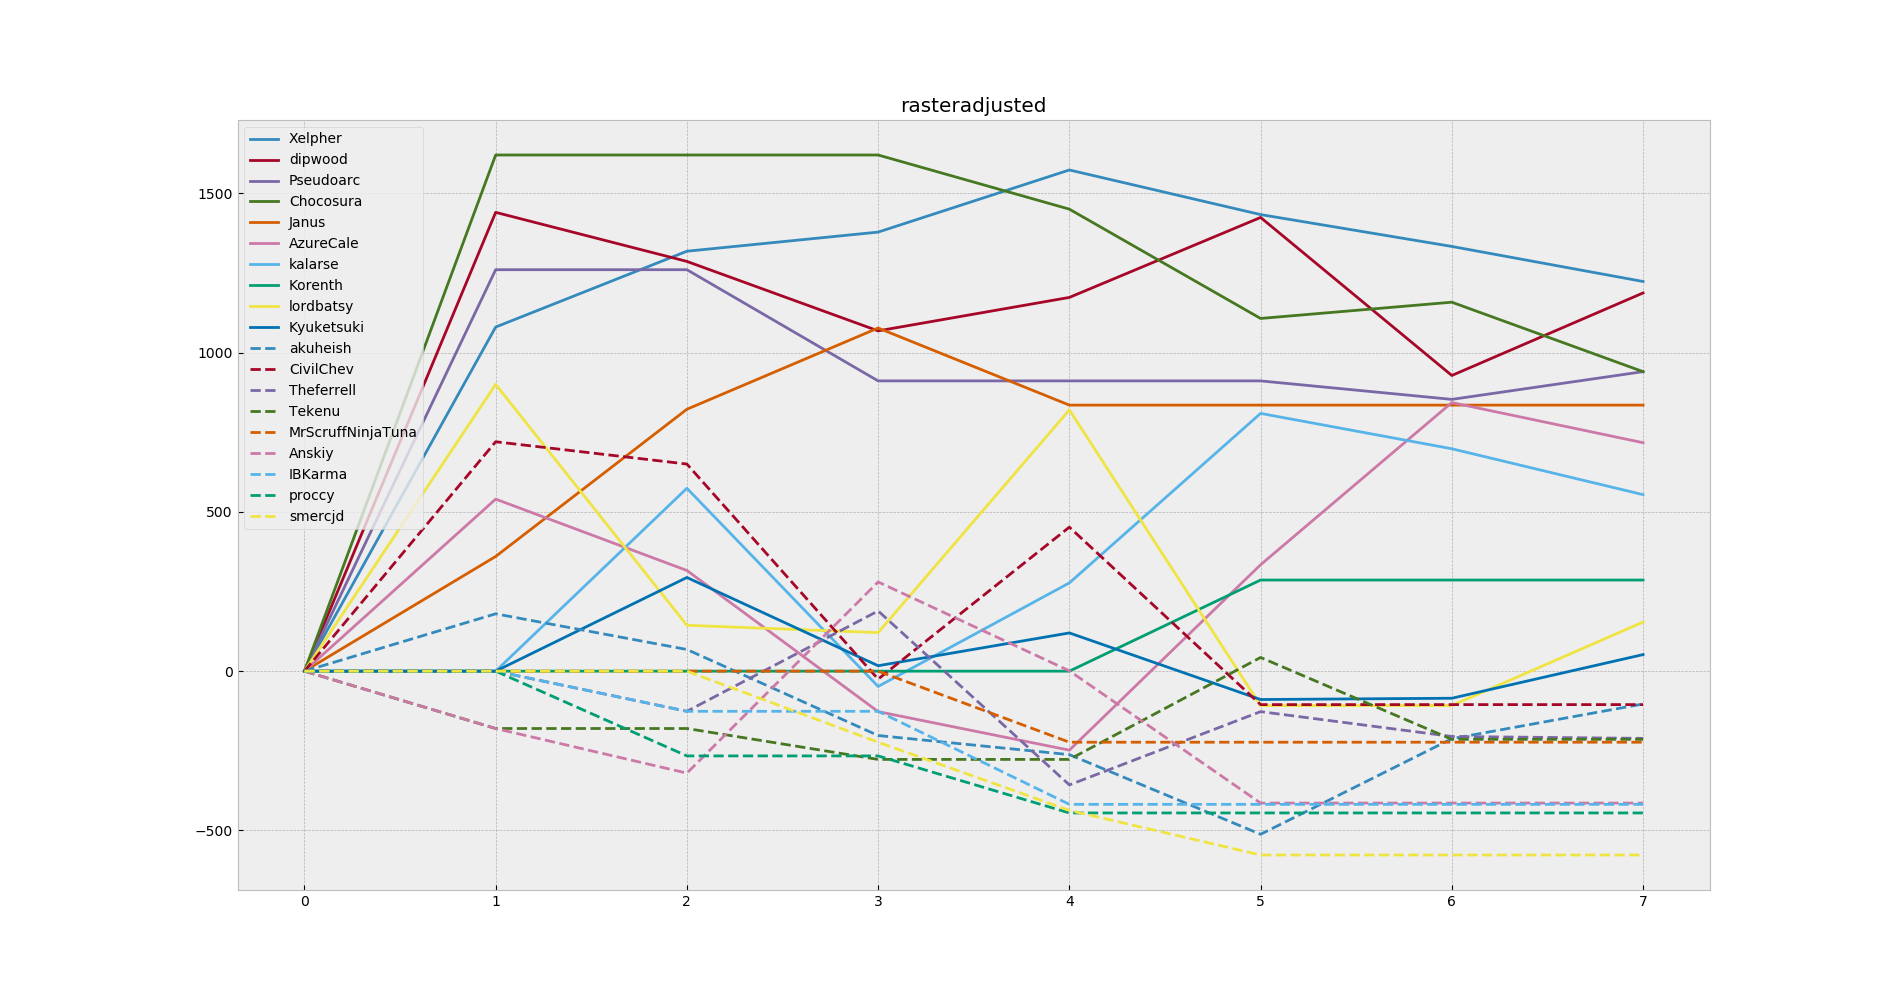 rasteradjusted
Xelpher
dipwood
Pseudoarc
Chocosura
Janus
AzureCale
kalarse
Korenth
lordbatsy
Kyuketsuki
akuheish
CivilChev
Theferrell
Tekenu
MrScruffNinjaTuna
Anskiy
IBKarma
proccy
smercjd
1500
1000
500
0
−500
0 1 2 3 4 5 6 7